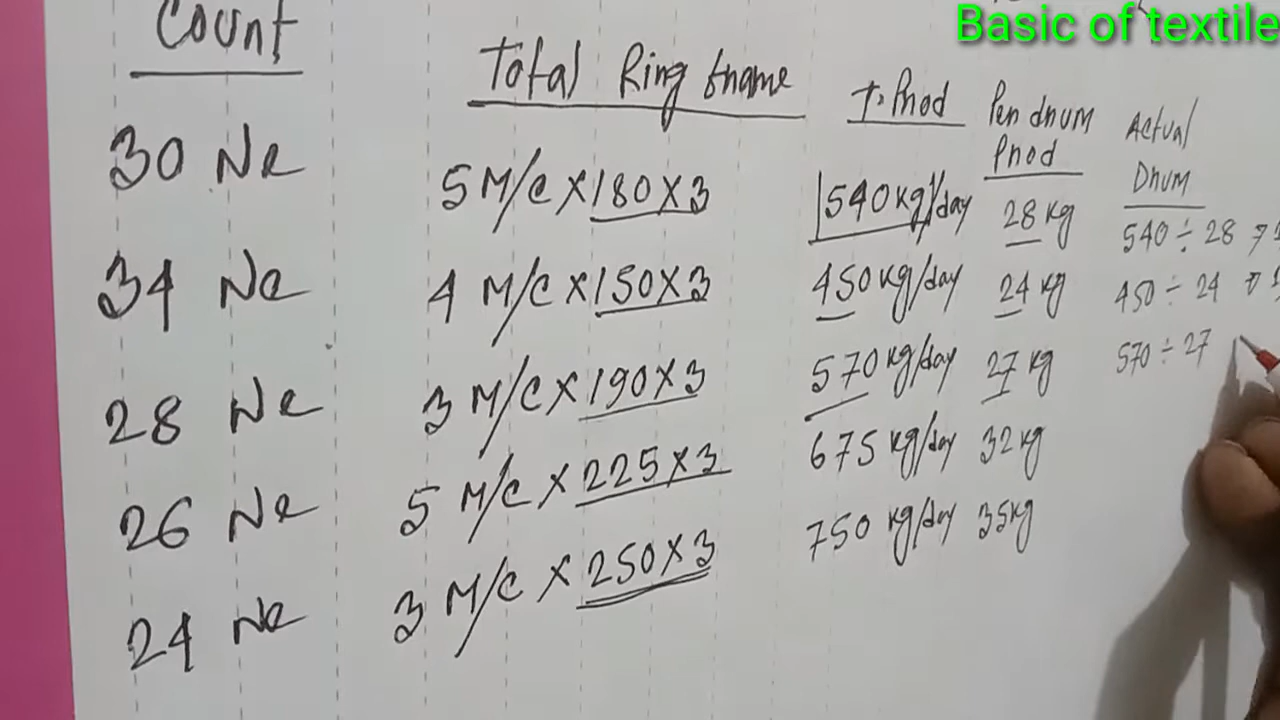 Basic of textile
Count Total Ring frame T. Prod Per drum Prod Actual Drum
30 Ne 5 M/C × 180 × 3 540 kg/day 28 kg 540 ÷ 28 ⇒ 1
34 Ne 4 M/C × 150 × 3 450 kg/day 24 kg 450 ÷ 24 ⇒ 1
28 Ne 3 M/C × 190 × 3 570 kg/day 27 kg 570 ÷ 27
26 Ne 5 M/C × 225 × 3 675 kg/day 32 kg
24 Ne 3 M/C × 250 × 3 750 kg/day 35 kg